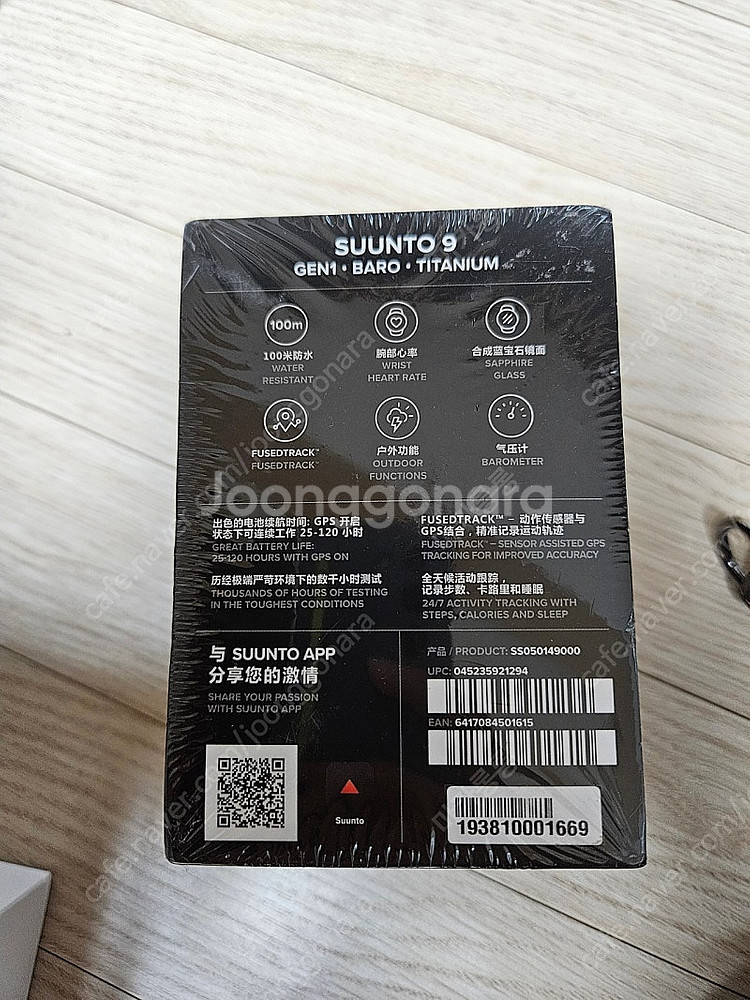 SUUNTO 9
GEN1 • BARO • TITANIUM
100m
100米防水
WATER
RESISTANT
腕部心率
WRIST
HEART RATE
合成蓝宝石镜面
SAPPHIRE
GLASS
FUSEDTRACK™
FUSEDTRACK™
户外功能
OUTDOOR
FUNCTIONS
气压计
BAROMETER
Joonggonara
出色的电池续航时间: GPS 开启
状态下可连续工作 25-120 小时
GREAT BATTERY LIFE:
25-120 HOURS WITH GPS ON
FUSEDTRACK™ – 动作传感器与
GPS结合，精准记录运动轨迹
FUSEDTRACK™ – SENSOR ASSISTED GPS
TRACKING FOR IMPROVED ACCURACY
历经极端严苛环境下的数千小时测试
THOUSANDS OF HOURS OF TESTING
IN THE TOUGHEST CONDITIONS
全天候活动跟踪，
记录步数、卡路里和睡眠
24/7 ACTIVITY TRACKING WITH
STEPS, CALORIES AND SLEEP
与 SUUNTO APP
分享您的激情
SHARE YOUR PASSION
WITH SUUNTO APP
Suunto
产品 / PRODUCT: SS050149000
UPC: 045235921294
EAN: 6417084501615
193810001669
cafe.naver.com/joonggonara